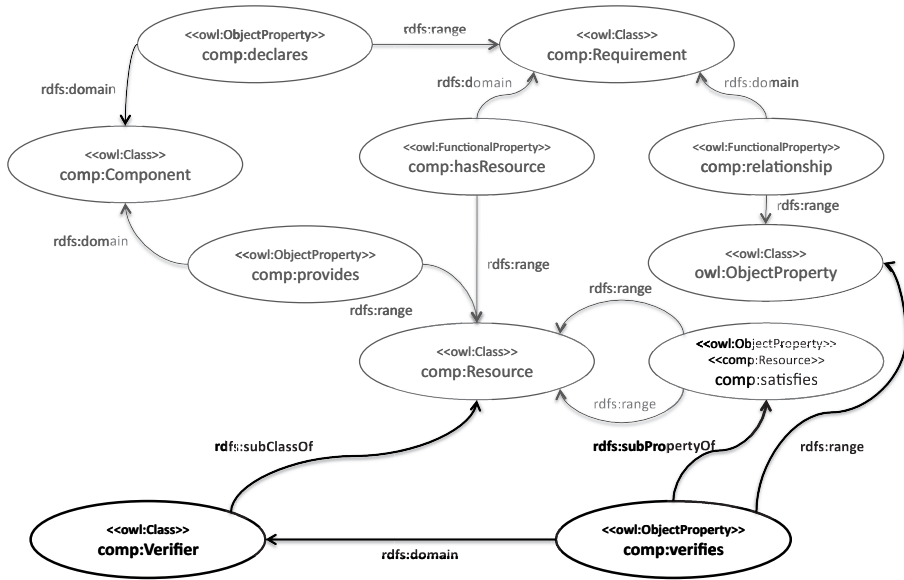 <<owl:ObjectProperty>>
comp:declares
rdfs:range
<<owl:Class>>
comp:Requirement
rdfs:domain
rdfs:domain
rdfs:domain
<<owl:Class>>
comp:Component
<<owl:FunctionalProperty>>
comp:hasResource
<<owl:FunctionalProperty>>
comp:relationship
rdfs:range
rdfs:domain
<<owl:ObjectProperty>>
comp:provides
rdfs:range
<<owl:Class>>
owl:ObjectProperty
rdfs:range
rdfs:range
<<owl:Class>>
comp:Resource
<<owl:ObjectProperty>>
<<comp:Resource>>
comp:satisfies
rdfs:range
rdfs:subClassOf
rdfs:subPropertyOf
rdfs:range
<<owl:Class>>
comp:Verifier
rdfs:domain
<<owl:ObjectProperty>>
comp:verifies